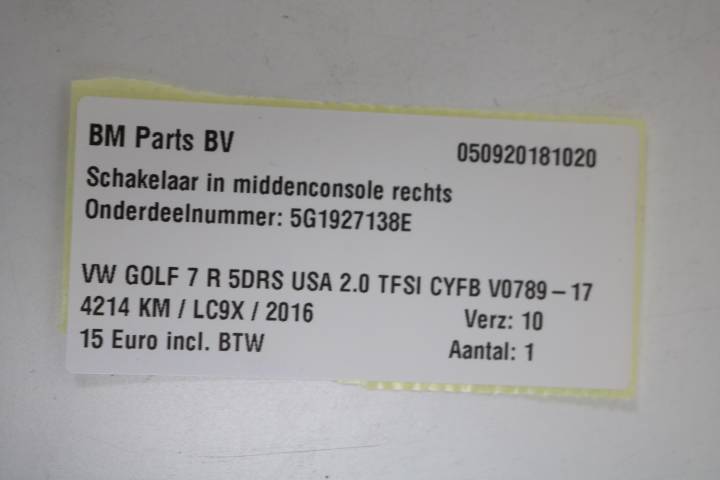 BM Parts BV 050920181020
Schakelaar in middenconsole rechts
Onderdeelnummer: 5G1927138E
VW GOLF 7 R 5DRS USA 2.0 TFSI CYFB V0789-17
4214 KM / LC9X / 2016 Verz: 10
15 Euro incl. BTW Aantal: 1